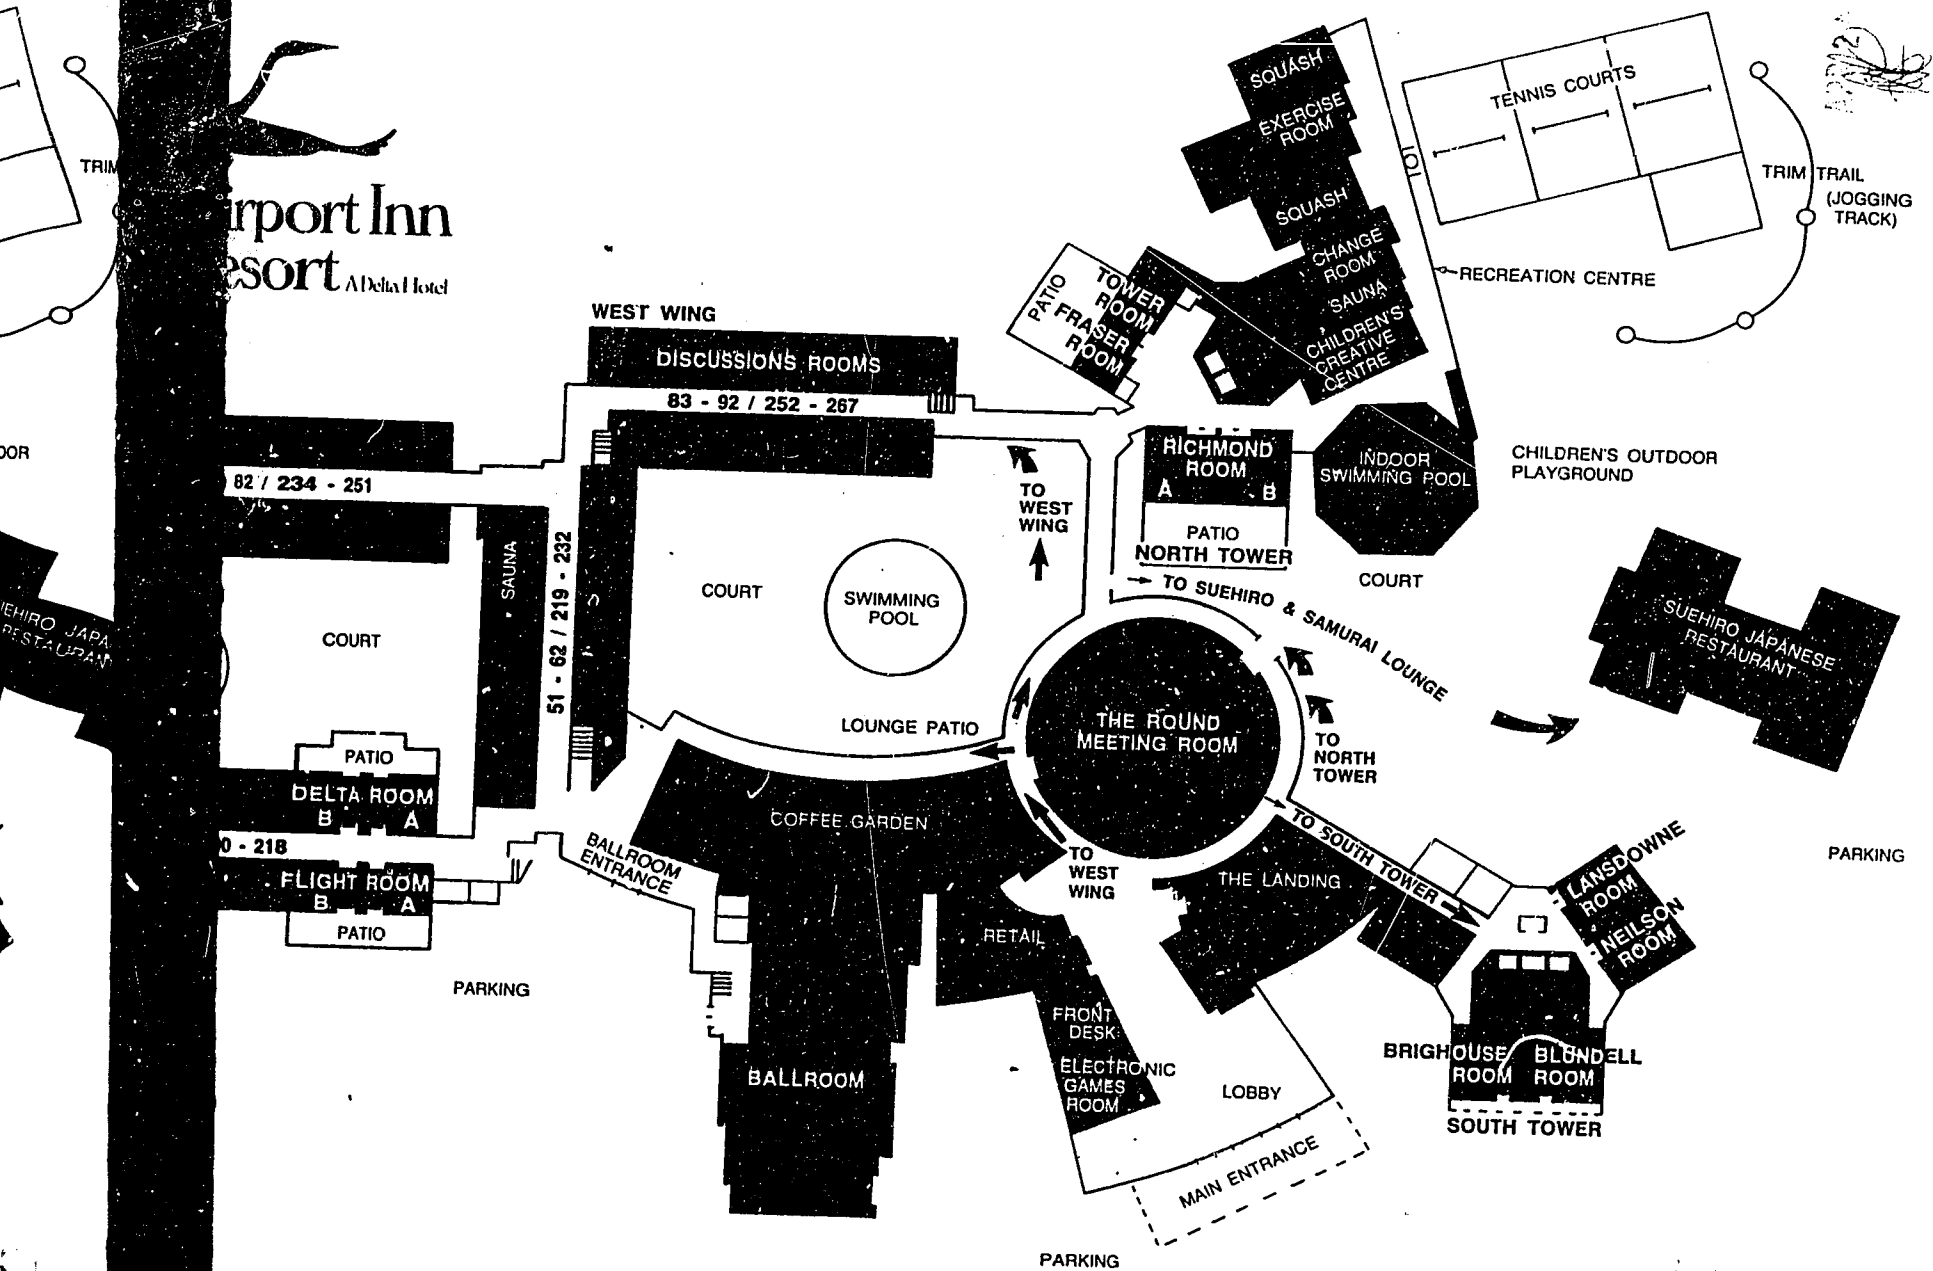 irport Inn
esort A Delta Hotel
TRIM
OOR
SQUASH
EXERCISE
ROOM
SQUASH
CHANGE
ROOM
SAUNA
CHILDREN'S
CREATIVE
CENTRE
TENNIS COURTS
TRIM TRAIL
(JOGGING
TRACK)
RECREATION CENTRE
PATIO
TOWER
ROOM
FRASER
ROOM
WEST WING
DISCUSSIONS ROOMS
83 - 92 / 252 - 267
82 / 234 - 251
RICHMOND
ROOM
A B
PATIO
NORTH TOWER
INDOOR
SWIMMING POOL
CHILDREN'S OUTDOOR
PLAYGROUND
COURT
TO
WEST
WING
TO SUEHIRO & SAMURAI LOUNGE
SAUNA
51 - 62 / 219 - 232
COURT
SWIMMING
POOL
COURT
SUEHIRO JAPANESE
RESTAURANT
EHIRO JAPA
RESTAURAN
LOUNGE PATIO
THE ROUND
MEETING ROOM
TO
NORTH
TOWER
PATIO
DELTA ROOM
B A
0 - 218
FLIGHT ROOM
B A
PATIO
BALLROOM
ENTRANCE
COFFEE GARDEN
TO
WEST
WING
TO SOUTH TOWER
THE LANDING
LANSDOWNE
ROOM
NEILSON
ROOM
PARKING
RETAIL
PARKING
FRONT
DESK
ELECTRONIC
GAMES
ROOM
BALLROOM
LOBBY
BRIGHOUSE
ROOM
BLUNDELL
ROOM
SOUTH TOWER
MAIN ENTRANCE
PARKING